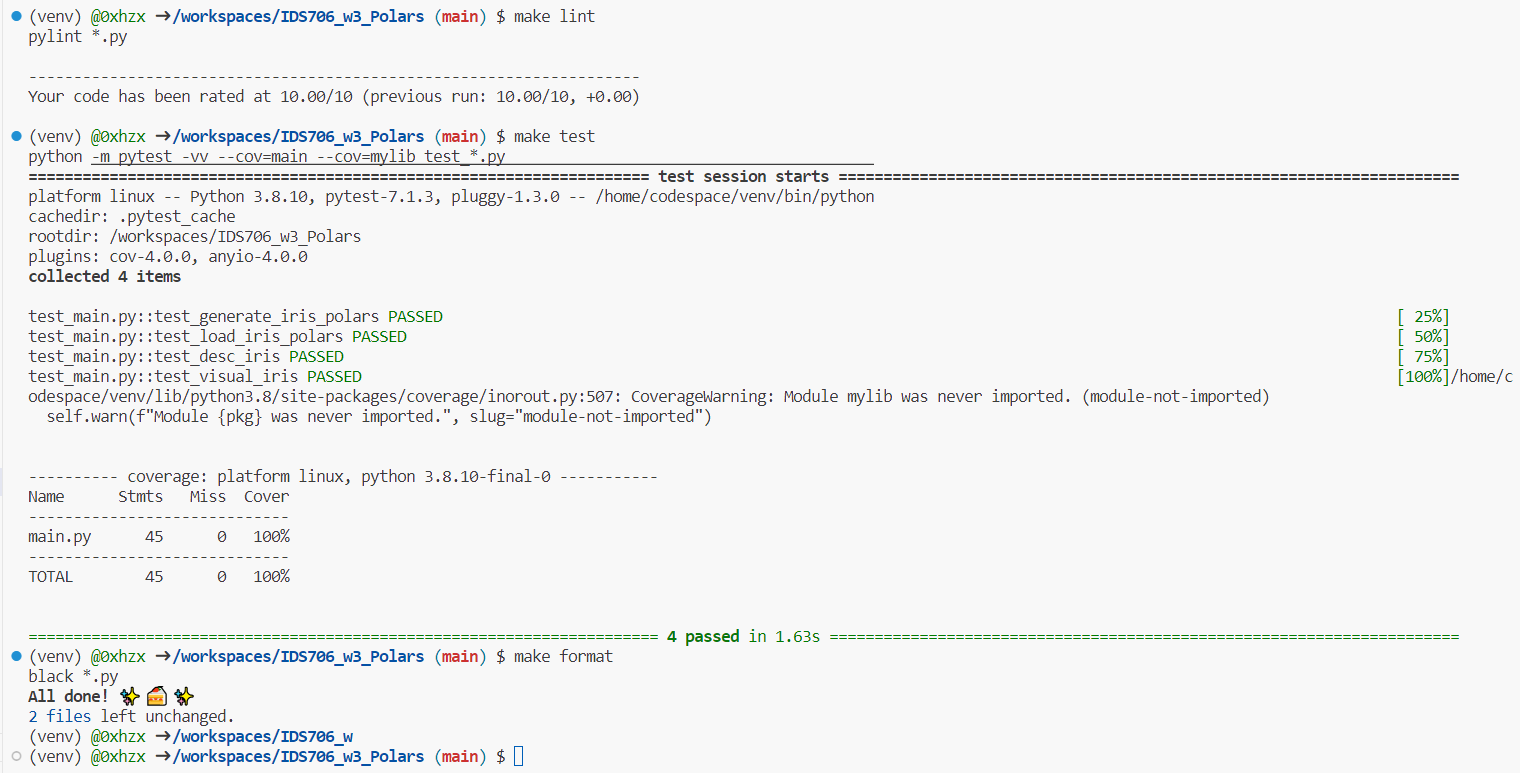 (venv) @0xhzx ➜/workspaces/IDS706_w3_Polars (main) $ make lint
pylint *.py
--------------------------------------------------------------------
Your code has been rated at 10.00/10 (previous run: 10.00/10, +0.00)
(venv) @0xhzx ➜/workspaces/IDS706_w3_Polars (main) $ make test
python -m pytest -vv --cov=main --cov=mylib test_*.py
===================================================================== test session starts =====================================================================
platform linux -- Python 3.8.10, pytest-7.1.3, pluggy-1.3.0 -- /home/codespace/venv/bin/python
cachedir: .pytest_cache
rootdir: /workspaces/IDS706_w3_Polars
plugins: cov-4.0.0, anyio-4.0.0
collected 4 items
test_main.py::test_generate_iris_polars PASSED [ 25%]
test_main.py::test_load_iris_polars PASSED [ 50%]
test_main.py::test_desc_iris PASSED [ 75%]
test_main.py::test_visual_iris PASSED [100%]/home/c
odespace/venv/lib/python3.8/site-packages/coverage/inorout.py:507: CoverageWarning: Module mylib was never imported. (module-not-imported)
self.warn(f"Module {pkg} was never imported.", slug="module-not-imported")
---------- coverage: platform linux, python 3.8.10-final-0 -----------
Name Stmts Miss Cover
-----------------------------
main.py 45 0 100%
-----------------------------
TOTAL 45 0 100%
====================================================================== 4 passed in 1.63s ======================================================================
(venv) @0xhzx ➜/workspaces/IDS706_w3_Polars (main) $ make format
black *.py
All done! ✨ 🍰 ✨
2 files left unchanged.
(venv) @0xhzx ➜/workspaces/IDS706_w
(venv) @0xhzx ➜/workspaces/IDS706_w3_Polars (main) $